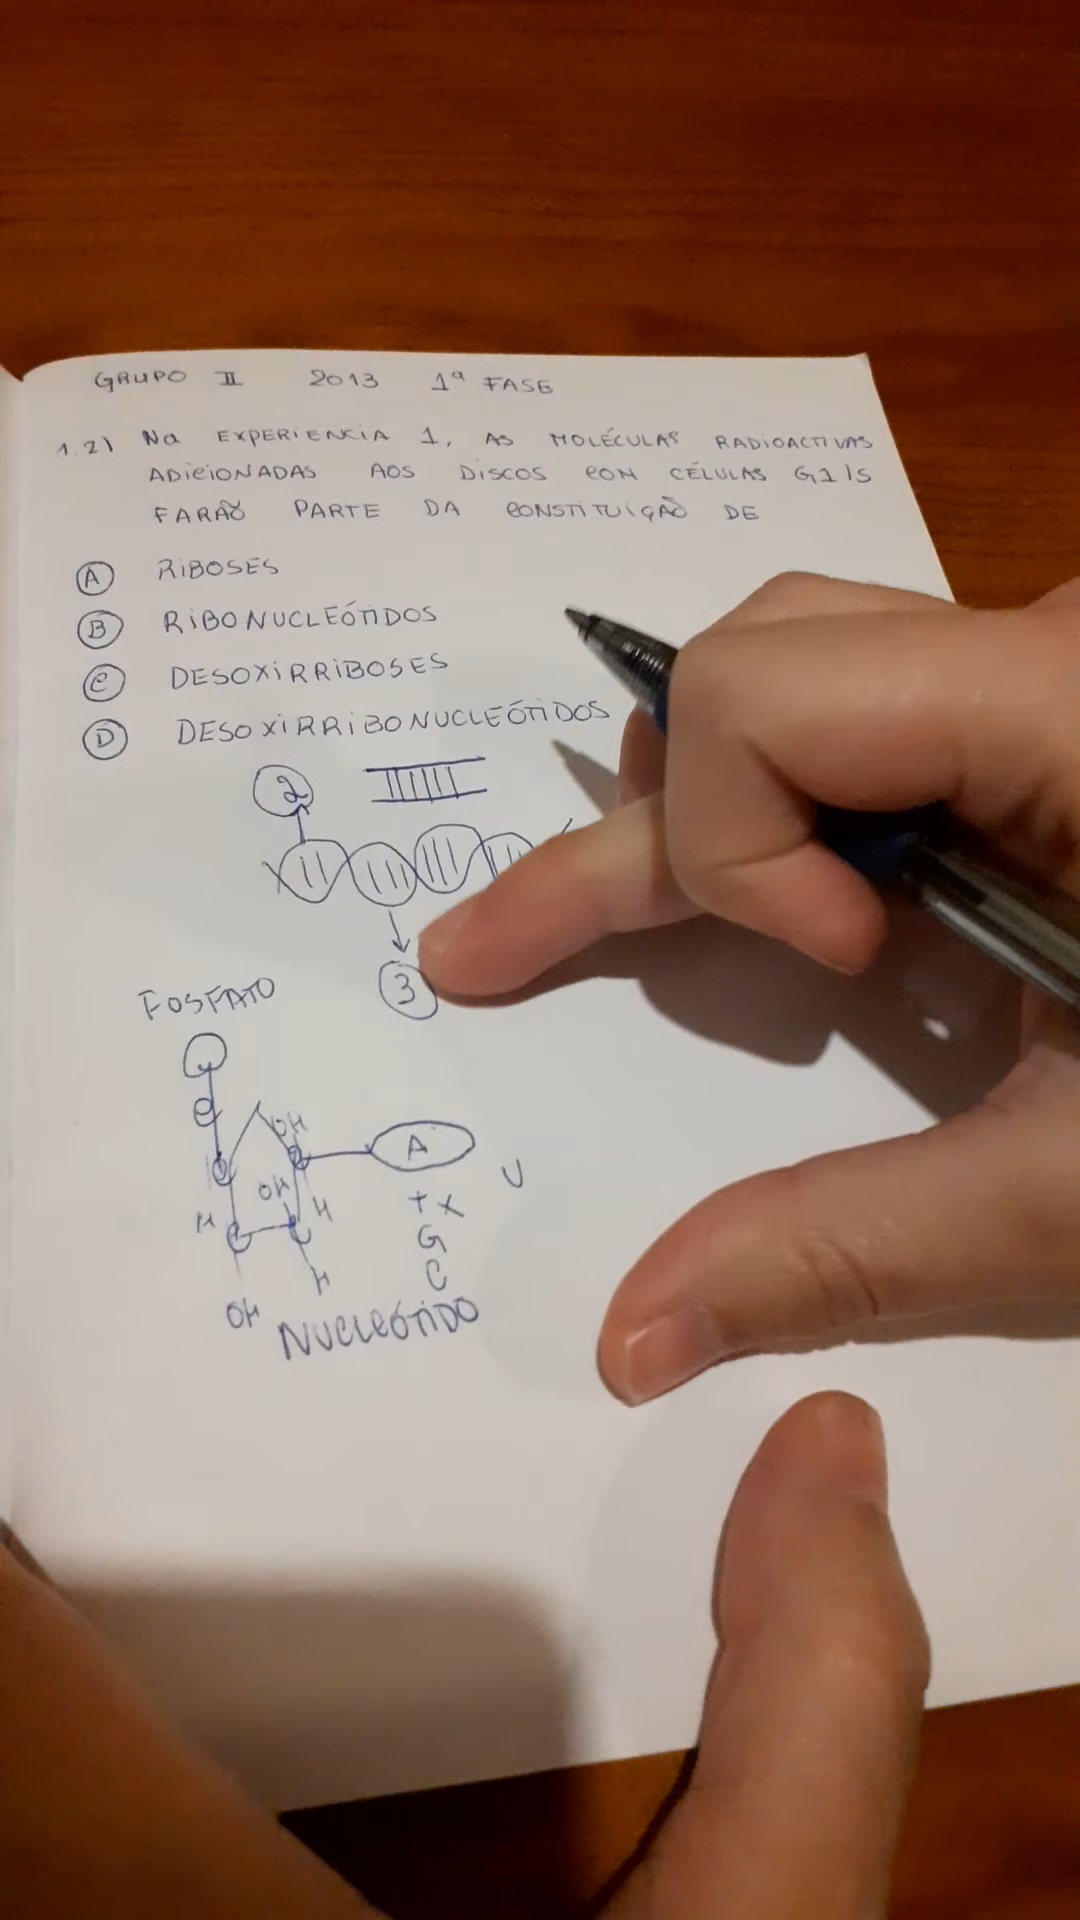 GRUPO II 2013 1ª FASE
1.2) Na EXPERIENCIA 1, AS MOLÉCULAS RADIOACTIVAS
ADICIONADAS AOS DISCOS COM CÉLULAS G1/S
FARÃO PARTE DA CONSTITUIÇÃO DE
A RIBOSES
B RIBONUCLEÓTIDOS
C DESOXIRRIBOSES
D DESOXIRRIBONUCLEÓTIDOS
2
3
FOSFATO
OH
A
U
OH
H
T X
H
G
C
H
OH
NUCLEÓTIDO